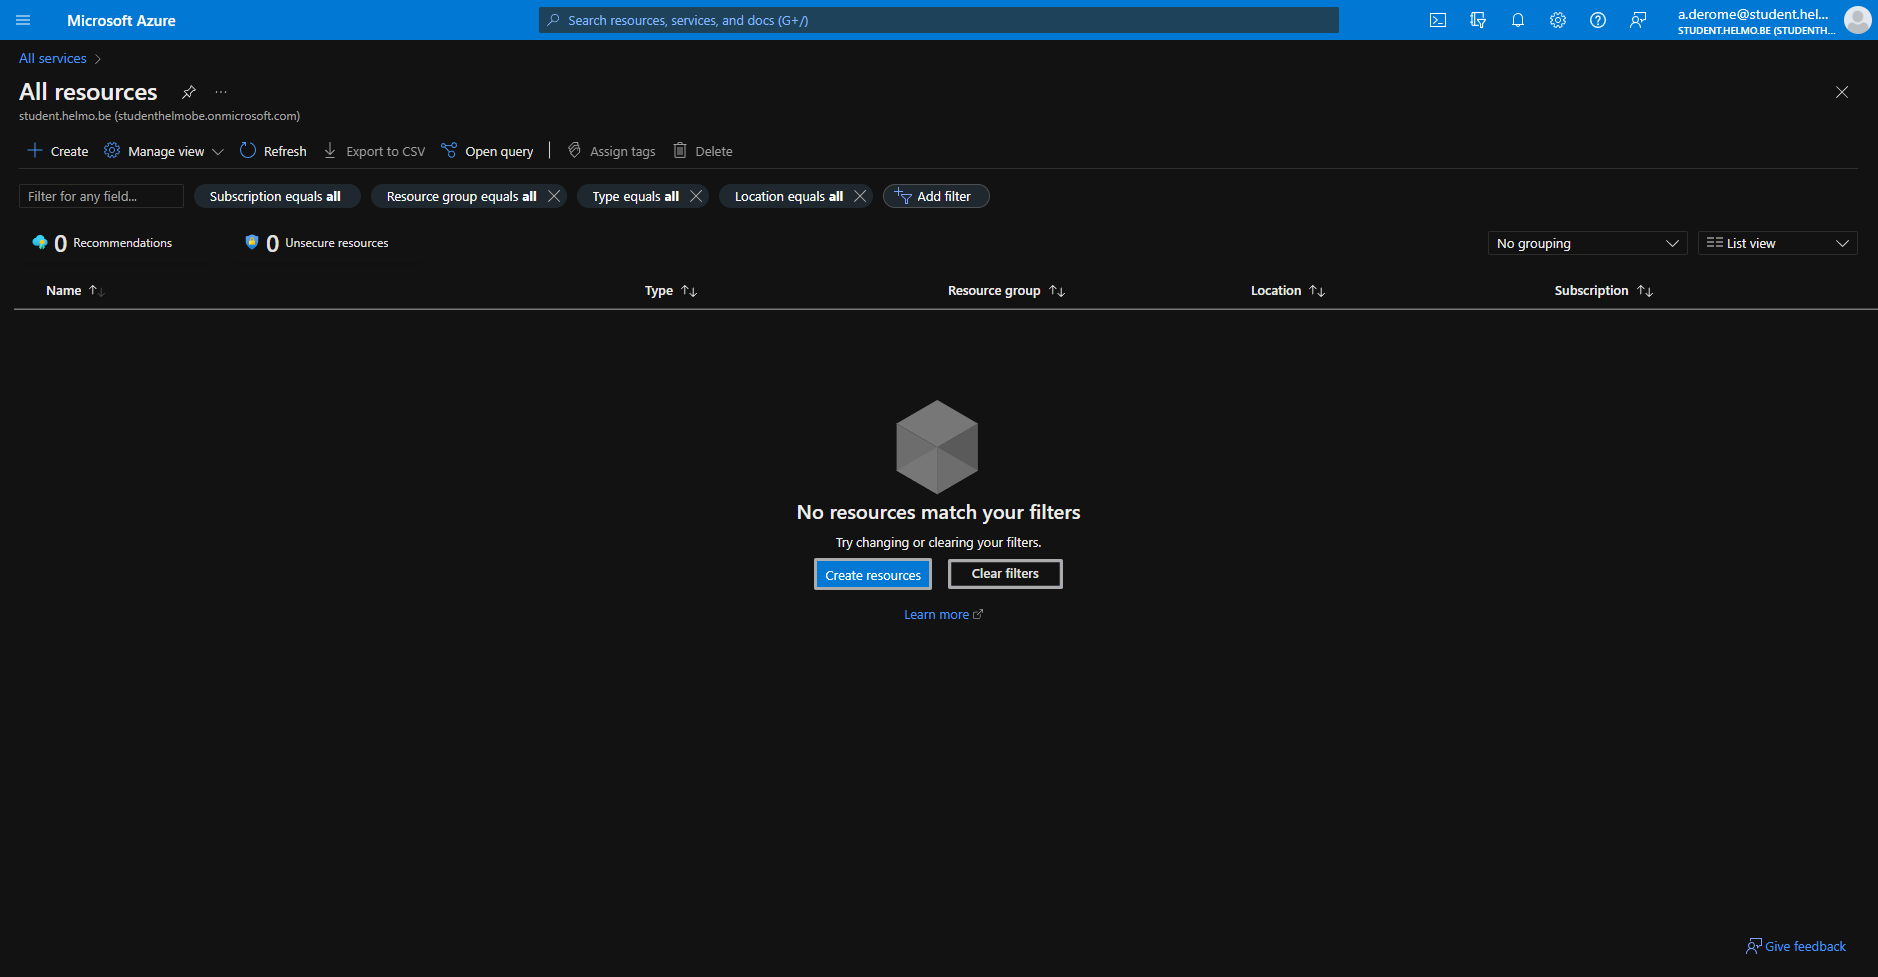 Microsoft Azure
Search resources, services, and docs (G+/)
a.derome@student.hel...
STUDENT.HELMO.BE (STUDENTH...
All services
All resources
student.helmo.be (studenthelmobe.onmicrosoft.com)
Create Manage view Refresh Export to CSV Open query Assign tags Delete
Filter for any field... Subscription equals all Resource group equals all Type equals all Location equals all Add filter
0 Recommendations 0 Unsecure resources No grouping List view
Name Type Resource group Location Subscription
No resources match your filters
Try changing or clearing your filters.
Create resources Clear filters
Learn more
Give feedback